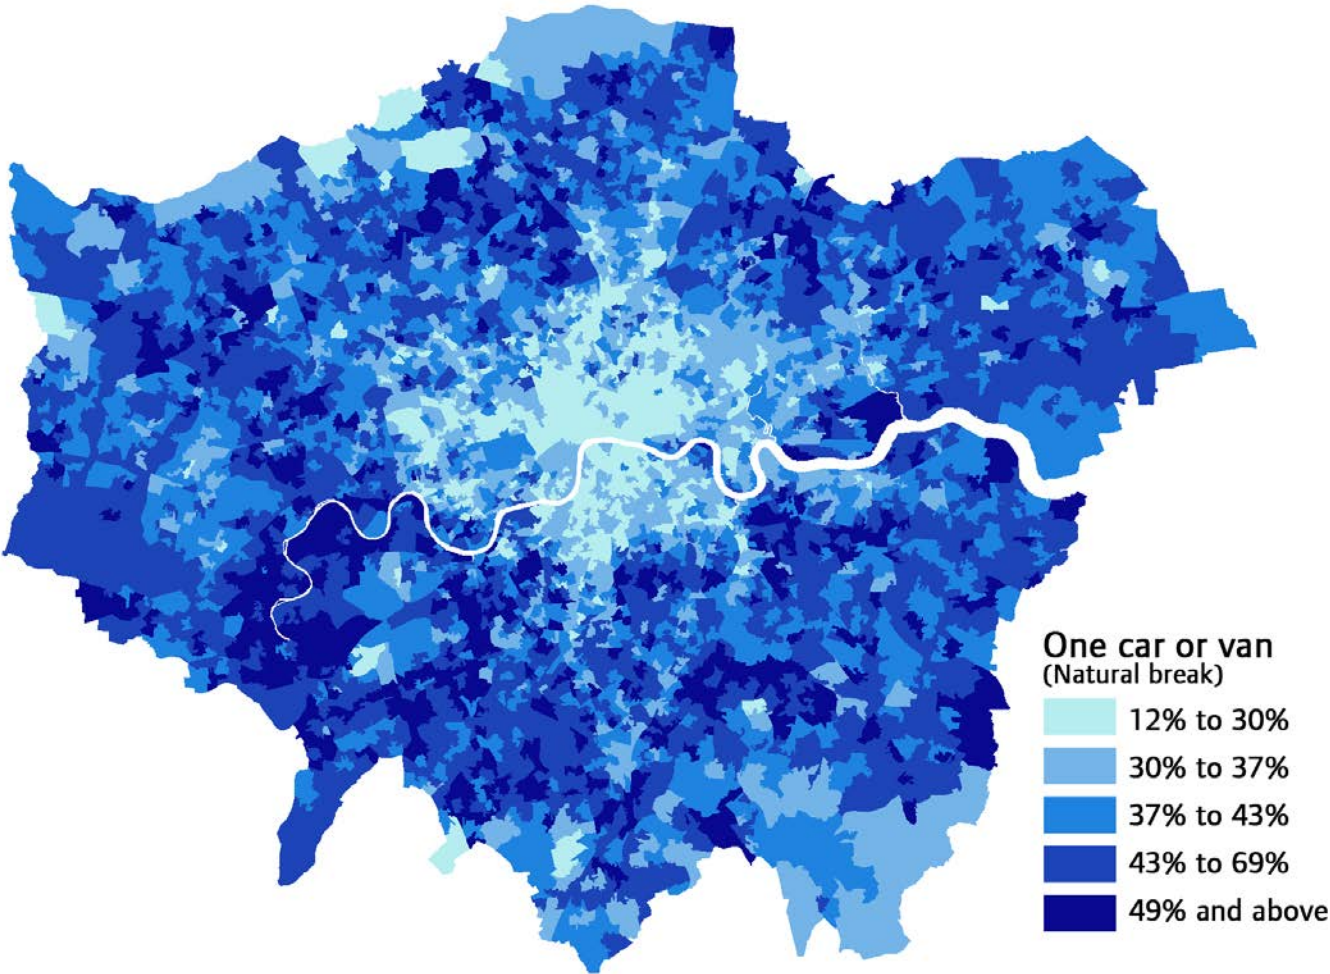 One car or van
(Natural break)
12% to 30%
30% to 37%
37% to 43%
43% to 69%
49% and above